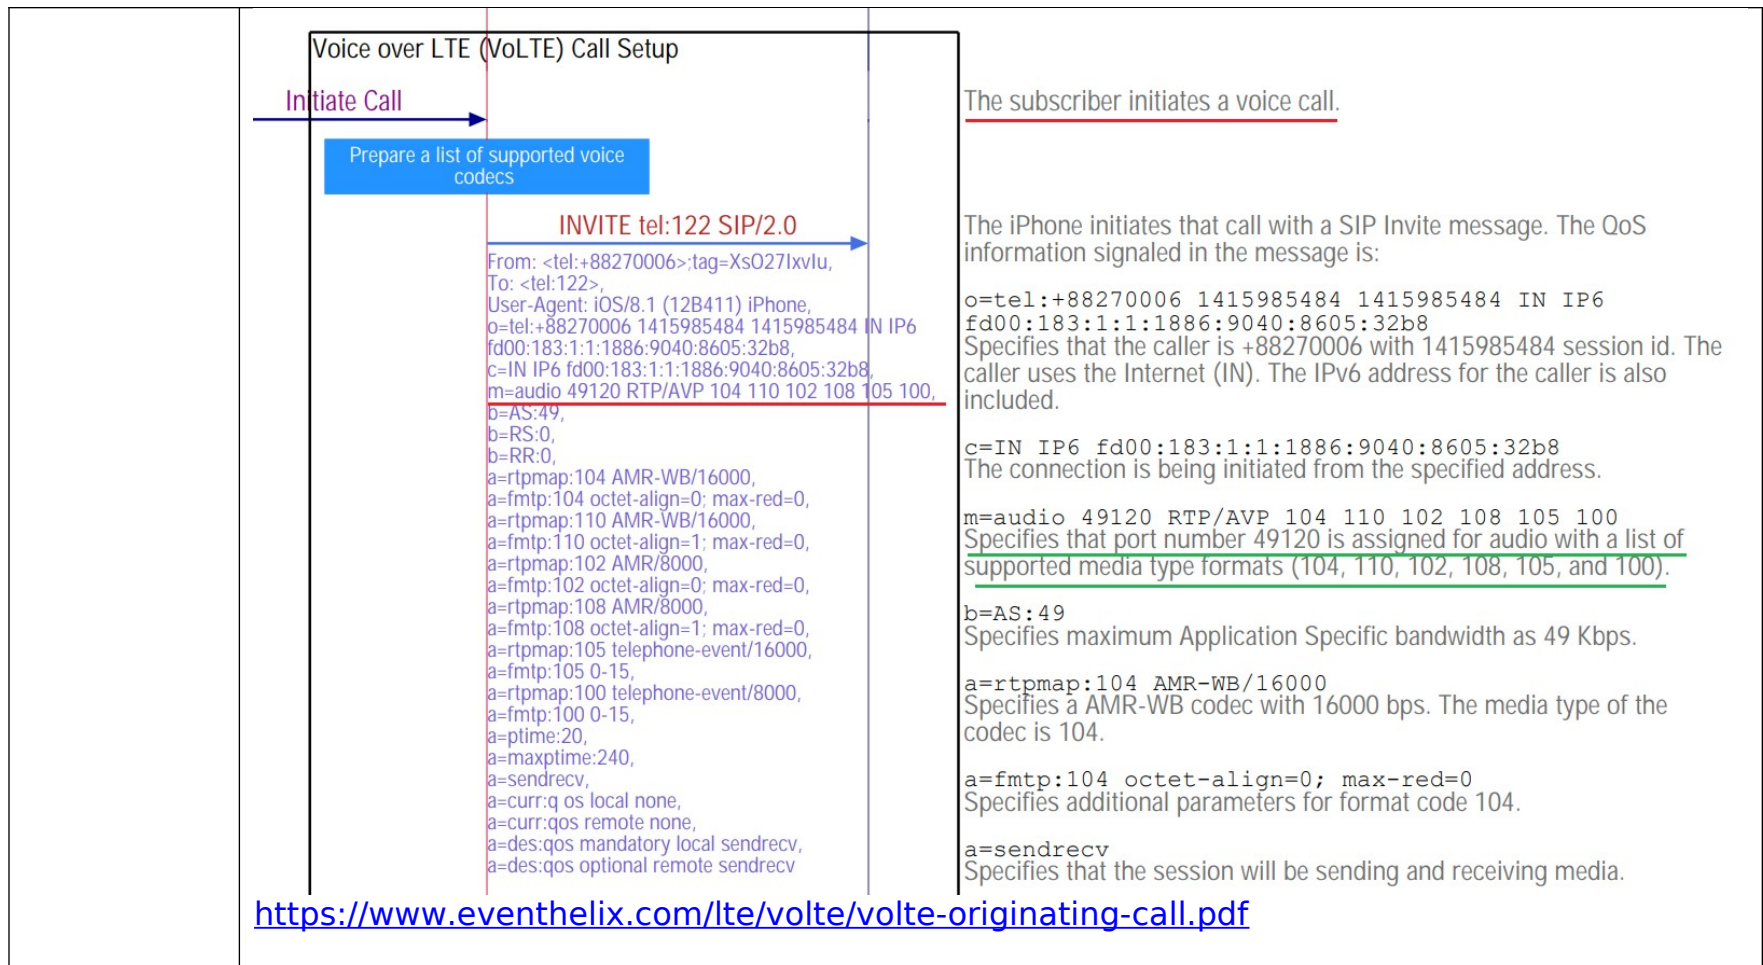 Voice over LTE (VoLTE) Call Setup
Initiate Call
The subscriber initiates a voice call.
Prepare a list of supported voice
codecs
INVITE tel:122 SIP/2.0
From: <tel:+88270006>;tag=XsO27IxvIu,
To: <tel:122>,
User-Agent: iOS/8.1 (12B411) iPhone,
o=tel:+88270006 1415985484 1415985484 IN IP6
fd00:183:1:1:1886:9040:8605:32b8,
c=IN IP6 fd00:183:1:1:1886:9040:8605:32b8,
m=audio 49120 RTP/AVP 104 110 102 108 105 100,
b=AS:49,
b=RS:0,
b=RR:0,
a=rtpmap:104 AMR-WB/16000,
a=fmtp:104 octet-align=0; max-red=0,
a=rtpmap:110 AMR-WB/16000,
a=fmtp:110 octet-align=1; max-red=0,
a=rtpmap:102 AMR/8000,
a=fmtp:102 octet-align=0; max-red=0,
a=rtpmap:108 AMR/8000,
a=fmtp:108 octet-align=1; max-red=0,
a=rtpmap:105 telephone-event/16000,
a=fmtp:105 0-15,
a=rtpmap:100 telephone-event/8000,
a=fmtp:100 0-15,
a=ptime:20,
a=maxptime:240,
a=sendrecv,
a=curr:q os local none,
a=curr:qos remote none,
a=des:qos mandatory local sendrecv,
a=des:qos optional remote sendrecv
The iPhone initiates that call with a SIP Invite message. The QoS
information signaled in the message is:
o=tel:+88270006 1415985484 1415985484 IN IP6
fd00:183:1:1:1886:9040:8605:32b8
Specifies that the caller is +88270006 with 1415985484 session id. The
caller uses the Internet (IN). The IPv6 address for the caller is also
included.
c=IN IP6 fd00:183:1:1:1886:9040:8605:32b8
The connection is being initiated from the specified address.
m=audio 49120 RTP/AVP 104 110 102 108 105 100
Specifies that port number 49120 is assigned for audio with a list of
supported media type formats (104, 110, 102, 108, 105, and 100).
b=AS:49
Specifies maximum Application Specific bandwidth as 49 Kbps.
a=rtpmap:104 AMR-WB/16000
Specifies a AMR-WB codec with 16000 bps. The media type of the
codec is 104.
a=fmtp:104 octet-align=0; max-red=0
Specifies additional parameters for format code 104.
a=sendrecv
Specifies that the session will be sending and receiving media.
https://www.eventhelix.com/lte/volte/volte-originating-call.pdf